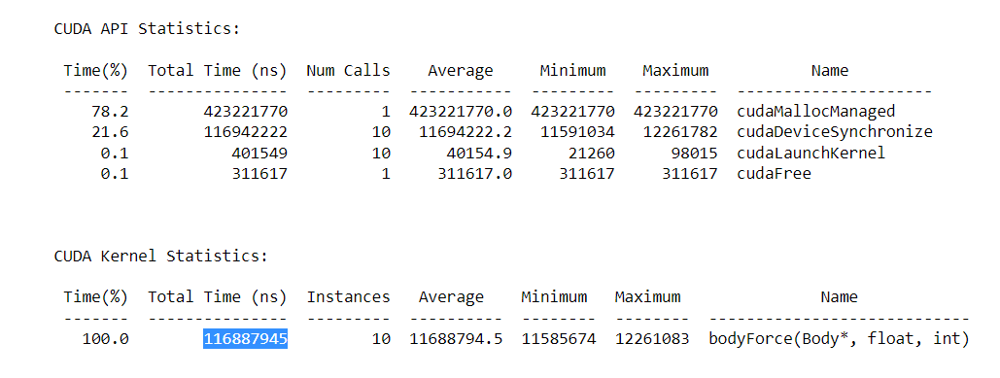 CUDA API Statistics:
Time(%) Total Time (ns) Num Calls Average Minimum Maximum Name
------- --------------- --------- ----------- --------- --------- ---------------------
78.2 423221770 1 423221770.0 423221770 423221770 cudaMallocManaged
21.6 116942222 10 11694222.2 11591034 12261782 cudaDeviceSynchronize
0.1 401549 10 40154.9 21260 98015 cudaLaunchKernel
0.1 311617 1 311617.0 311617 311617 cudaFree
CUDA Kernel Statistics:
Time(%) Total Time (ns) Instances Average Minimum Maximum Name
------- --------------- --------- ---------- -------- -------- ----------------------------
100.0 116887945 10 11688794.5 11585674 12261083 bodyForce(Body*, float, int)